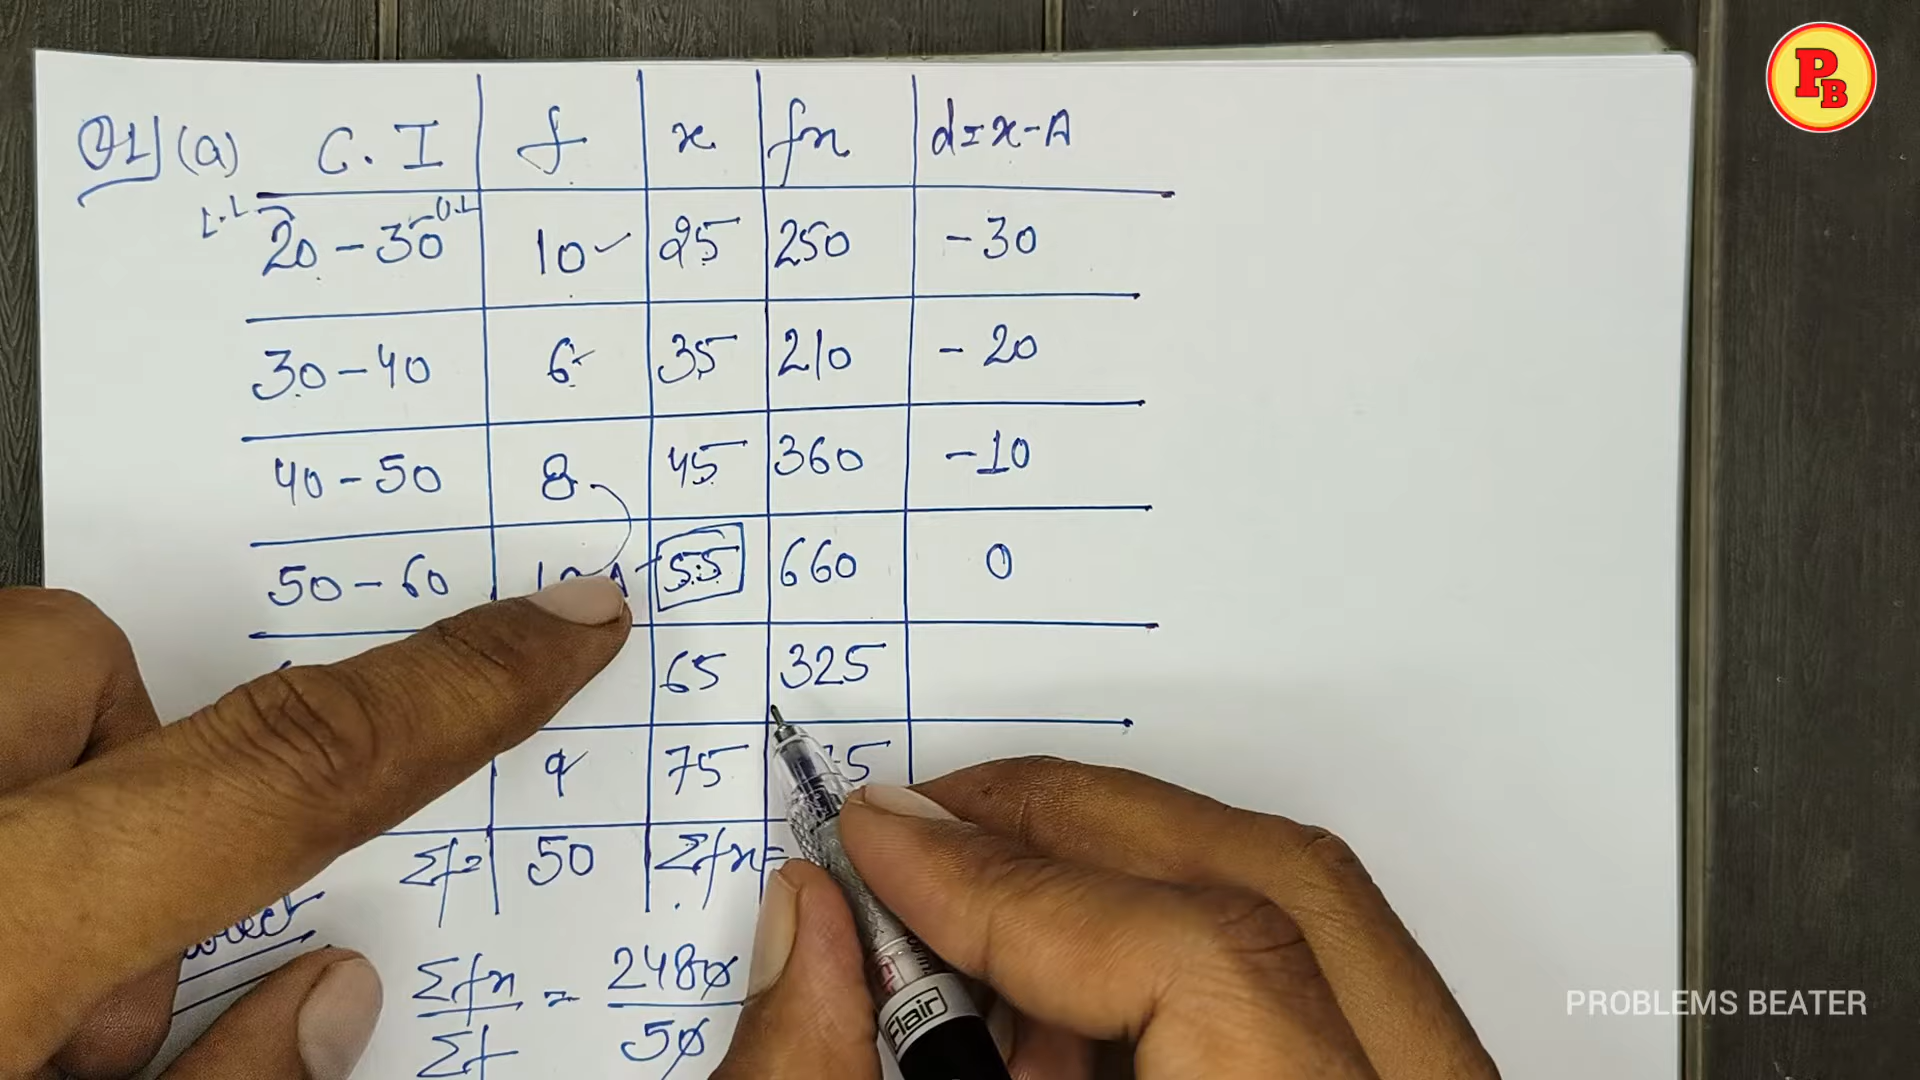 PB
Q1 (a) C.I f x fx d=x-A
L.L U.L
20-30 10 25 250 -30
30-40 6 35 210 -20
40-50 8 45 360 -10
50-60 A 55 660 0
65 325
9 75
Σf= 50 Σfx=
Σfx/Σf = 2480/50
Flair
PROBLEMS BEATER